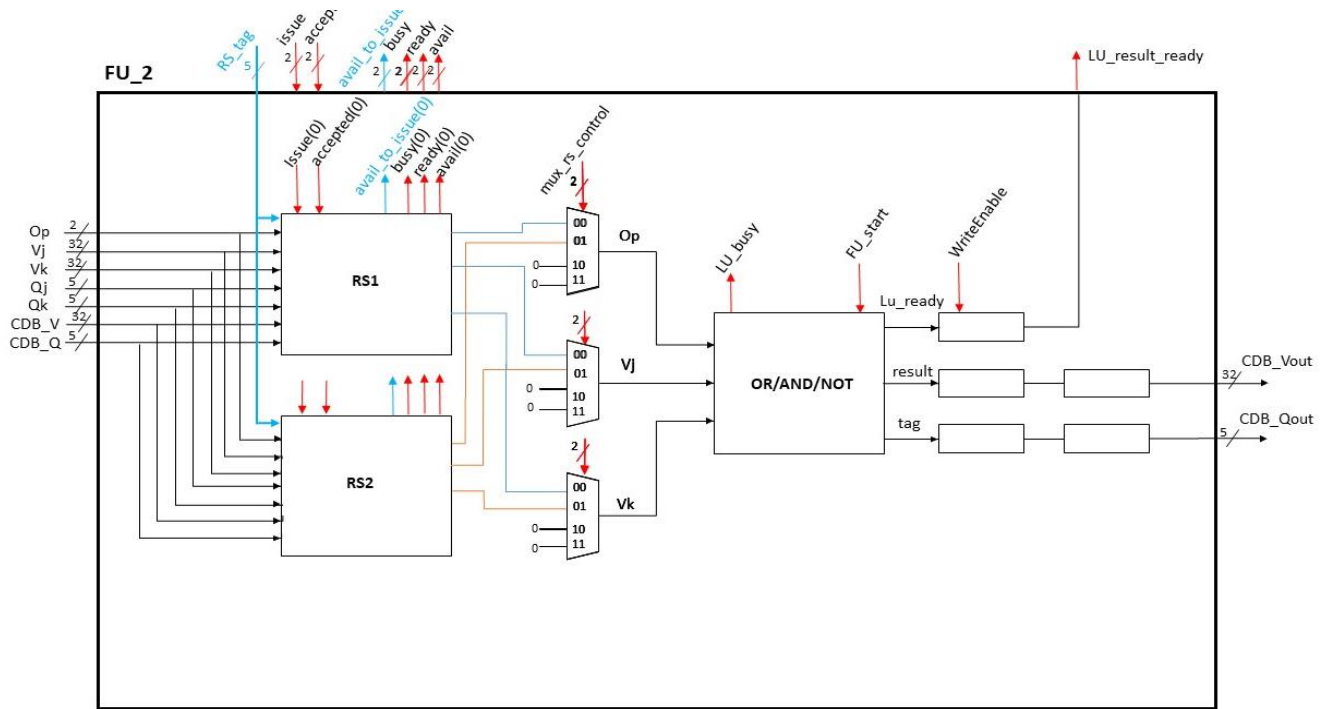 RS_tag
5
issue
2
accept
2
avail_to_issue
2
busy
2
ready
2
avail
2
LU_result_ready
FU_2
Issue(0)
accepted(0)
avail_to_issue(0)
busy(0)
ready(0)
avail(0)
mux_rs_control
2
Op 2
Vj 32
Vk 32
Qj 5
Qk 5
CDB_V 32
CDB_Q 5
RS1
00
01
0 10
0 11
Op
LU_busy
FU_start
WriteEnable
2
00
01
0 10
0 11
Vj
OR/AND/NOT
Lu_ready
result
tag
32 CDB_Vout
5 CDB_Qout
RS2
2
00
01
0 10
0 11
Vk